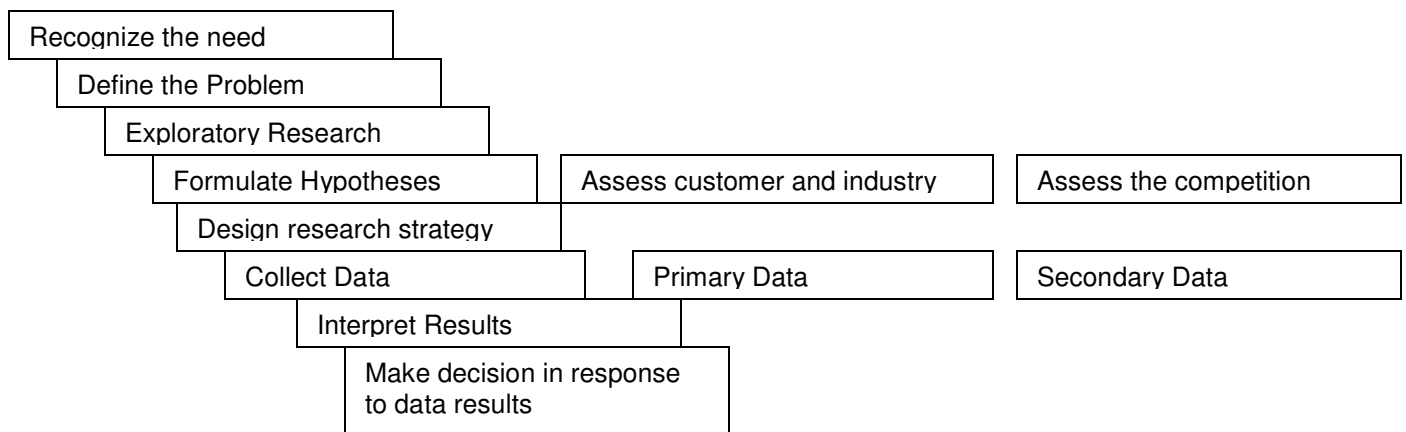 Recognize the need
Define the Problem
Exploratory Research
Formulate Hypotheses
Assess customer and industry
Assess the competition
Design research strategy
Collect Data
Primary Data
Secondary Data
Interpret Results
Make decision in response
to data results